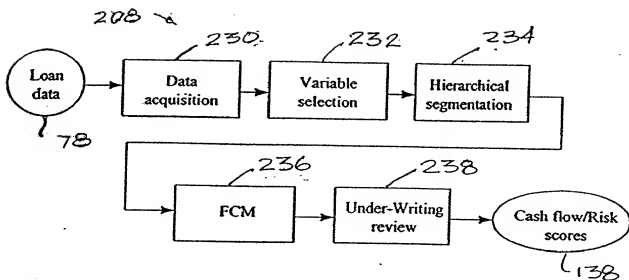 208
230
232
234
Loan
data
Data
acquisition
Variable
selection
Hierarchical
segmentation
78
236
238
FCM
Under-Writing
review
Cash flow/Risk
scores
138